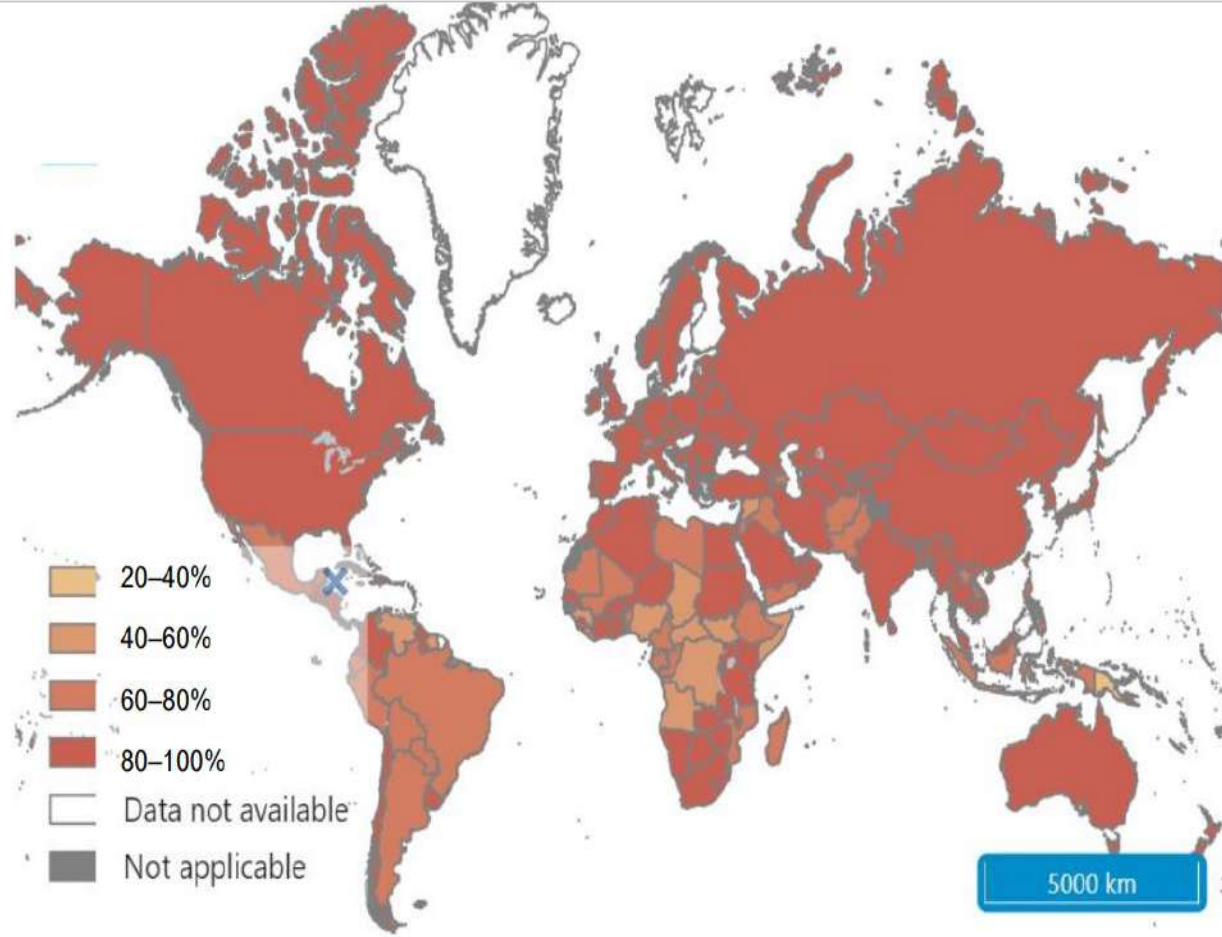 20–40%
40–60%
60–80%
80–100%
Data not available
Not applicable
5000 km